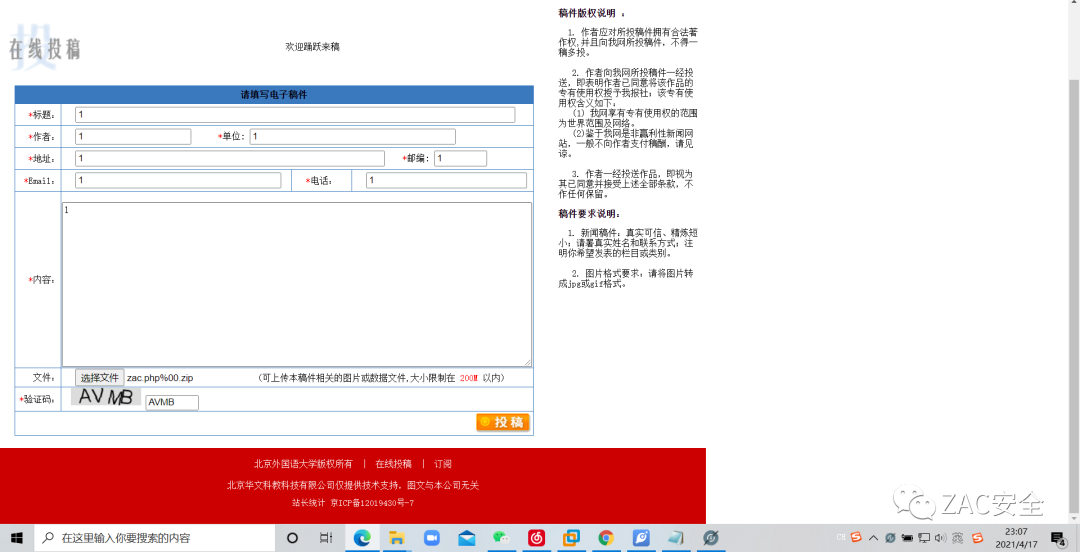 在线投稿
欢迎踊跃来稿
请填写电子稿件
*标题： 1
*作者： 1 *单位: 1
*地址： 1 *邮编: 1
*Email： 1 *电话： 1
*内容： 1
文件： 选择文件 zac.php%00.zip （可上传本稿件相关的图片或数据文件,大小限制在 200M 以内）
*验证码： AVMB AVMB
投稿
稿件版权说明 ：
1. 作者应对所投稿件拥有合法著
作权,并且向我网所投稿件，不得一
稿多投。
2. 作者向我网所投稿件一经投
送，即表明作者已同意将该作品的
专有使用权授予我报社；该专有使
用权含义如下：
(1) 我网享有专有使用权的范围
为世界范围及网络。
(2)鉴于我网是非赢利性新闻网
站，一般不向作者支付稿酬，请见
谅。
3. 作者一经投送作品，即视为
其已同意并接受上述全部条款，不
作任何保留。
稿件要求说明：
1. 新闻稿件：真实可信、精炼短
小；请署真实姓名和联系方式；注
明你希望发表的栏目或类别。
2. 图片格式要求：请将图片转
成jpg或gif格式。
北京外国语大学版权所有 | 在线投稿 | 订阅
北京华文科教科技有限公司仅提供技术支持，图文与本公司无关
站长统计 京ICP备12019430号-7
ZAC安全
在这里输入你要搜索的内容
CH
英
23:07
2021/4/17
4